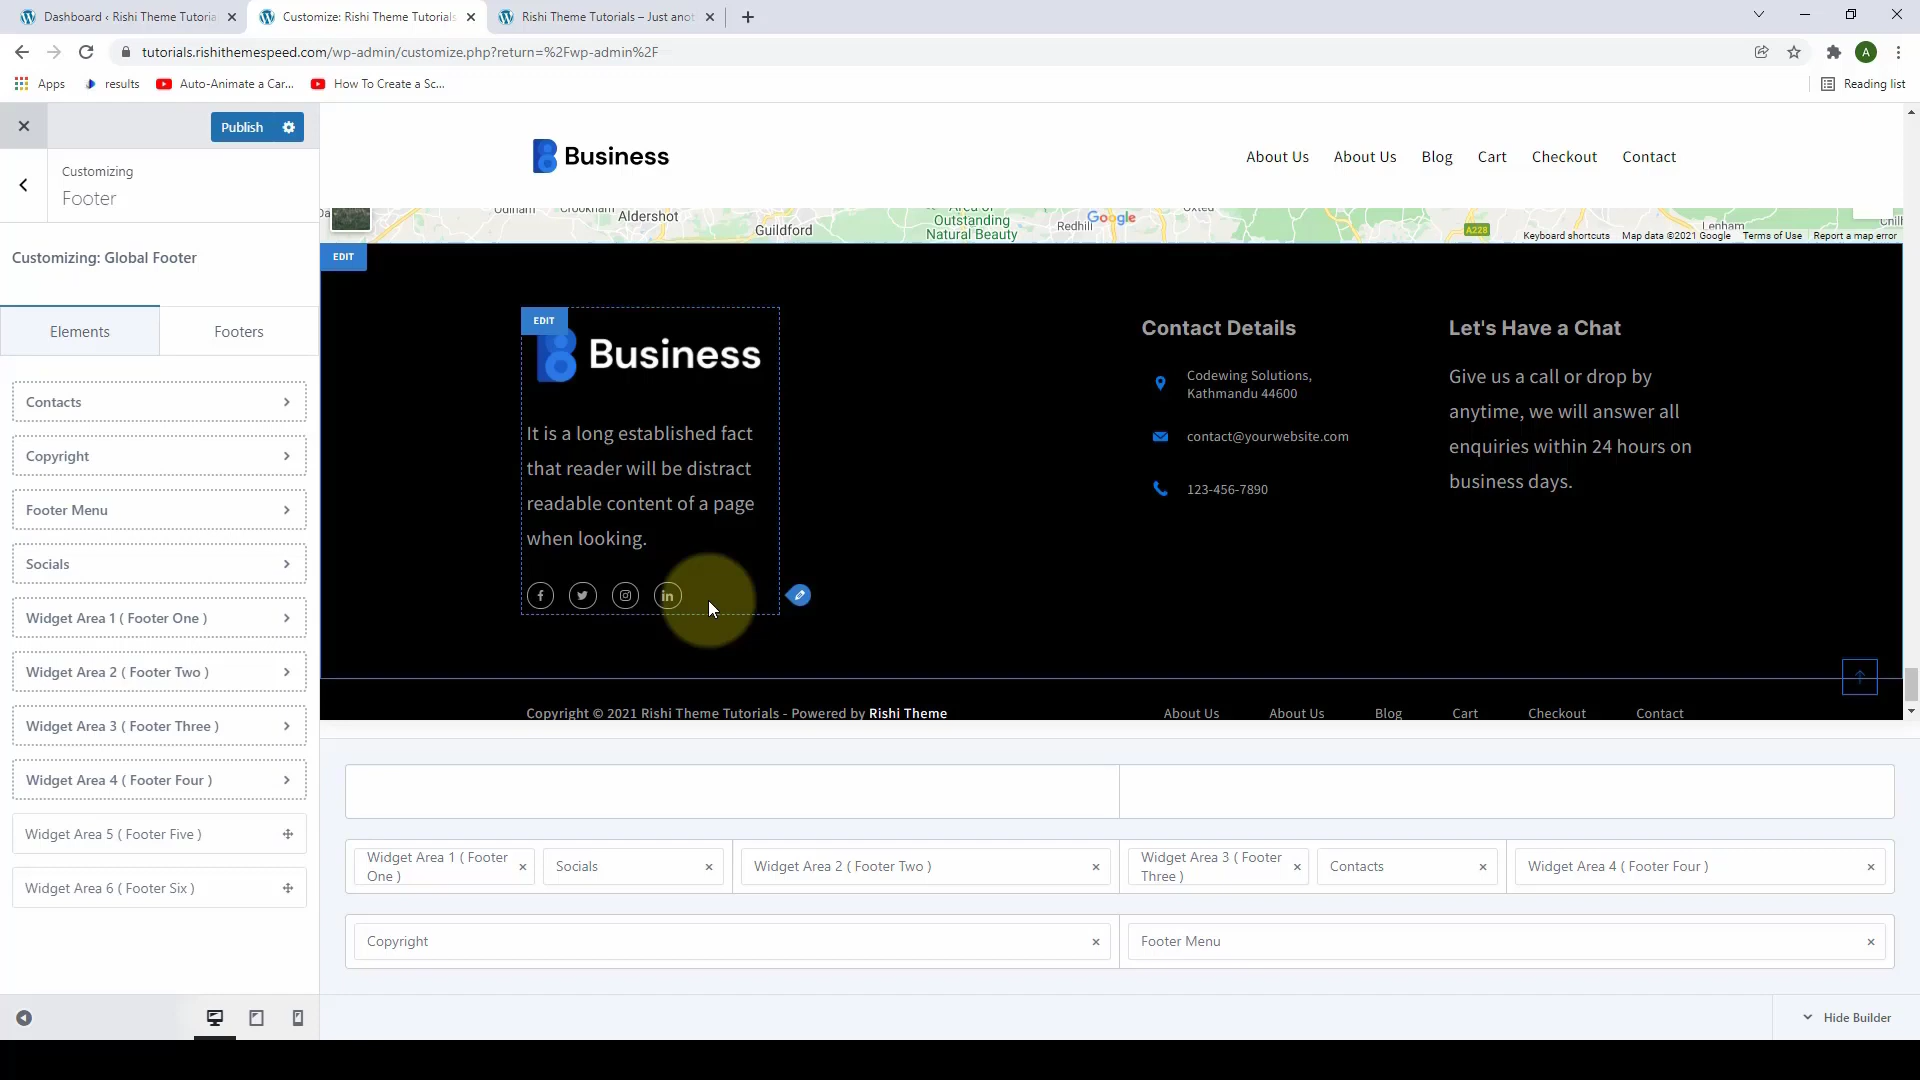 Dashboard ‹ Rishi Theme Tutoria
Customize: Rishi Theme Tutorials
Rishi Theme Tutorials – Just anot
tutorials.rishithemespeed.com/wp-admin/customize.php?return=%2Fwp-admin%2F
A
Apps
results
Auto-Animate a Car...
How To Create a Sc...
Reading list
Publish
Customizing
Footer
Customizing: Global Footer
Elements
Footers
Contacts
Copyright
Footer Menu
Socials
Widget Area 1 ( Footer One )
Widget Area 2 ( Footer Two )
Widget Area 3 ( Footer Three )
Widget Area 4 ( Footer Four )
Widget Area 5 ( Footer Five )
Widget Area 6 ( Footer Six )
Business
About Us
About Us
Blog
Cart
Checkout
Contact
Aldershot
Guildford
Outstanding
Natural Beauty
Redhill
Google
A228
Keyboard shortcuts
Map data ©2021 Google
Terms of Use
Report a map error
EDIT
EDIT
Business
It is a long established fact
that reader will be distract
readable content of a page
when looking.
Contact Details
Codewing Solutions,
Kathmandu 44600
contact@yourwebsite.com
123-456-7890
Let's Have a Chat
Give us a call or drop by
anytime, we will answer all
enquiries within 24 hours on
business days.
Copyright © 2021 Rishi Theme Tutorials - Powered by Rishi Theme
About Us
About Us
Blog
Cart
Checkout
Contact
Widget Area 1 ( Footer
One )
Socials
Widget Area 2 ( Footer Two )
Widget Area 3 ( Footer
Three )
Contacts
Widget Area 4 ( Footer Four )
Copyright
Footer Menu
Hide Builder